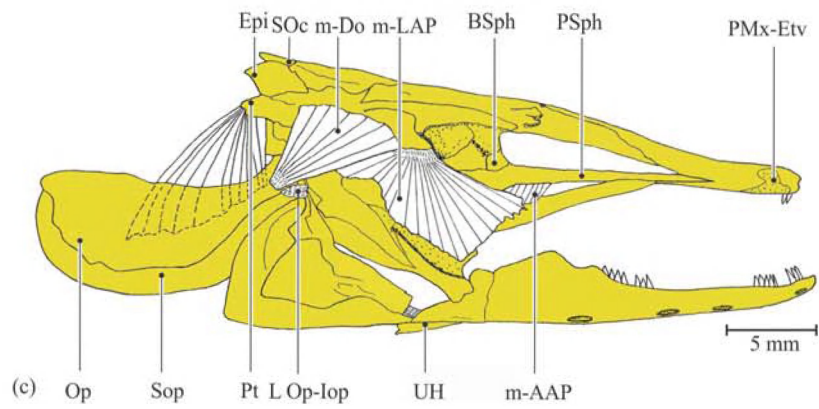 Epi SOc m-Do m-LAP BSph PSph PMx-Etv
5 mm
(c) Op Sop Pt L Op-Iop UH m-AAP